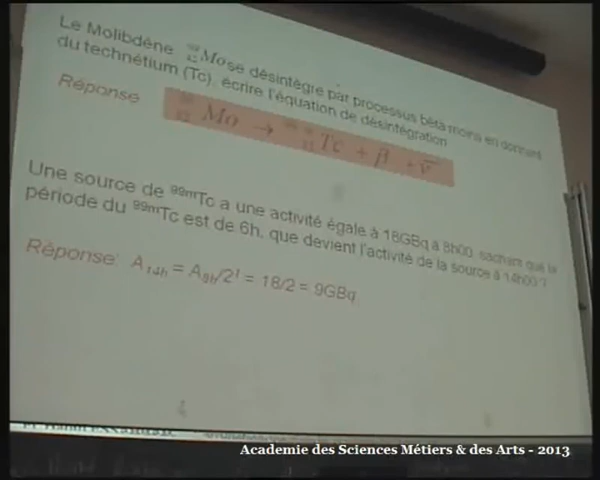 Le Molibdéne ⁹⁹₄₂Mo se désintègre par processus bêta moins en donnant
du technétium (Tc), écrire l'équation de désintégration
Réponse
Mo → Tc + β + ν̅
Une source de ⁹⁹ᵐTc a une activité égale à 18GBq à 8h00, sachant que la
période du ⁹⁹ᵐTc est de 6h, que devient l'activité de la source à 14h00 ?
Réponse: A₁₄ₕ = A₈ₕ/2¹ = 18/2 = 9GBq
Academie des Sciences Métiers & des Arts - 2013